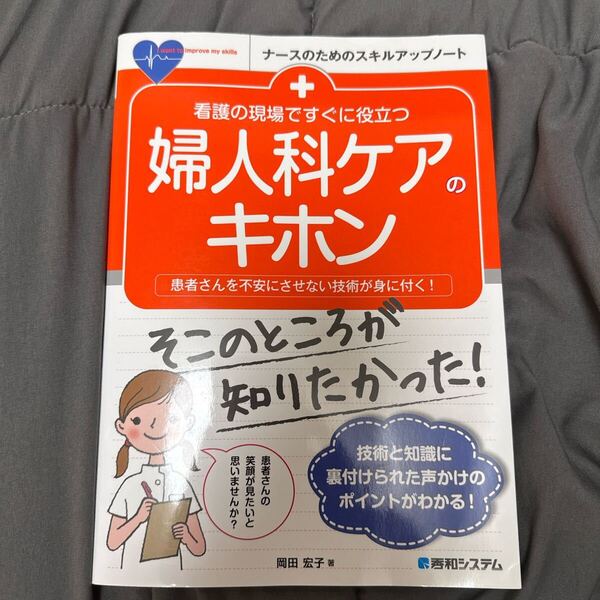 I want to improve my skills
ナースのためのスキルアップノート
看護の現場ですぐに役立つ
婦人科ケアの
キホン
患者さんを不安にさせない技術が身に付く!
そこのところが
知りたかった!
患者さんの
笑顔が見たいと
思いませんか?
技術と知識に
裏付けられた声かけの
ポイントがわかる!
岡田 宏子 著
秀和システム